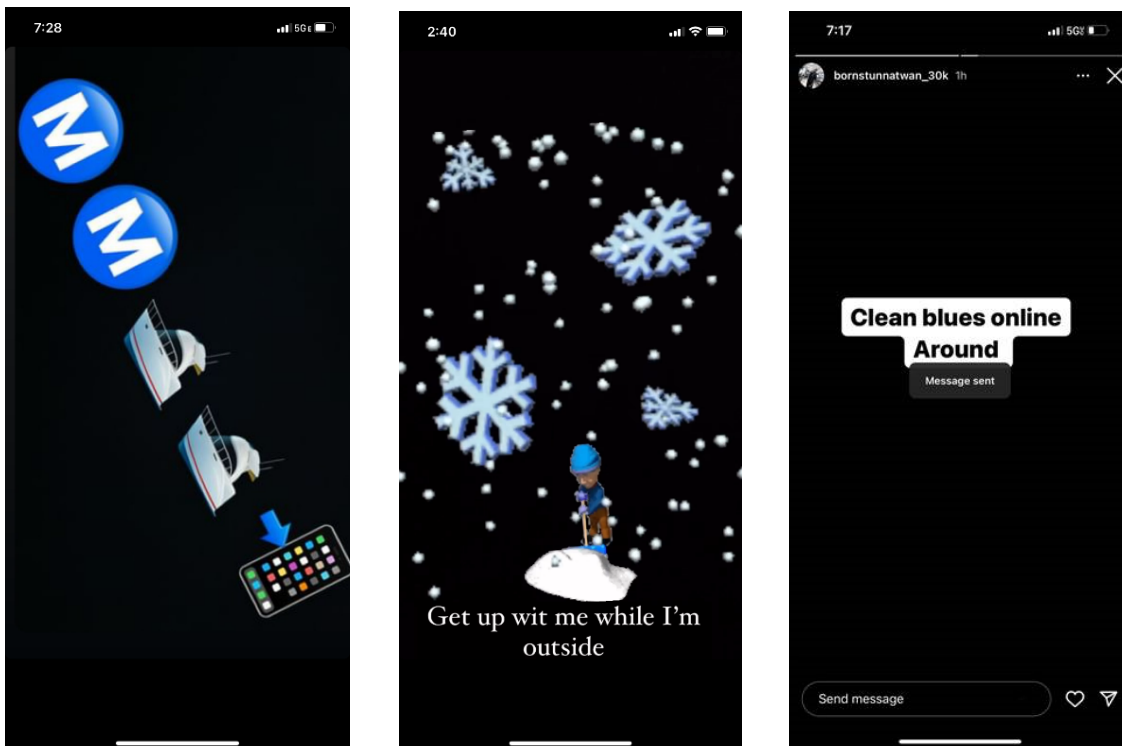 7:28
5GE
M
M
2:40
Get up wit me while I'm
outside
7:17
5G
bornstunnatwan_30k 1h
Clean blues online
Around
Message sent
Send message